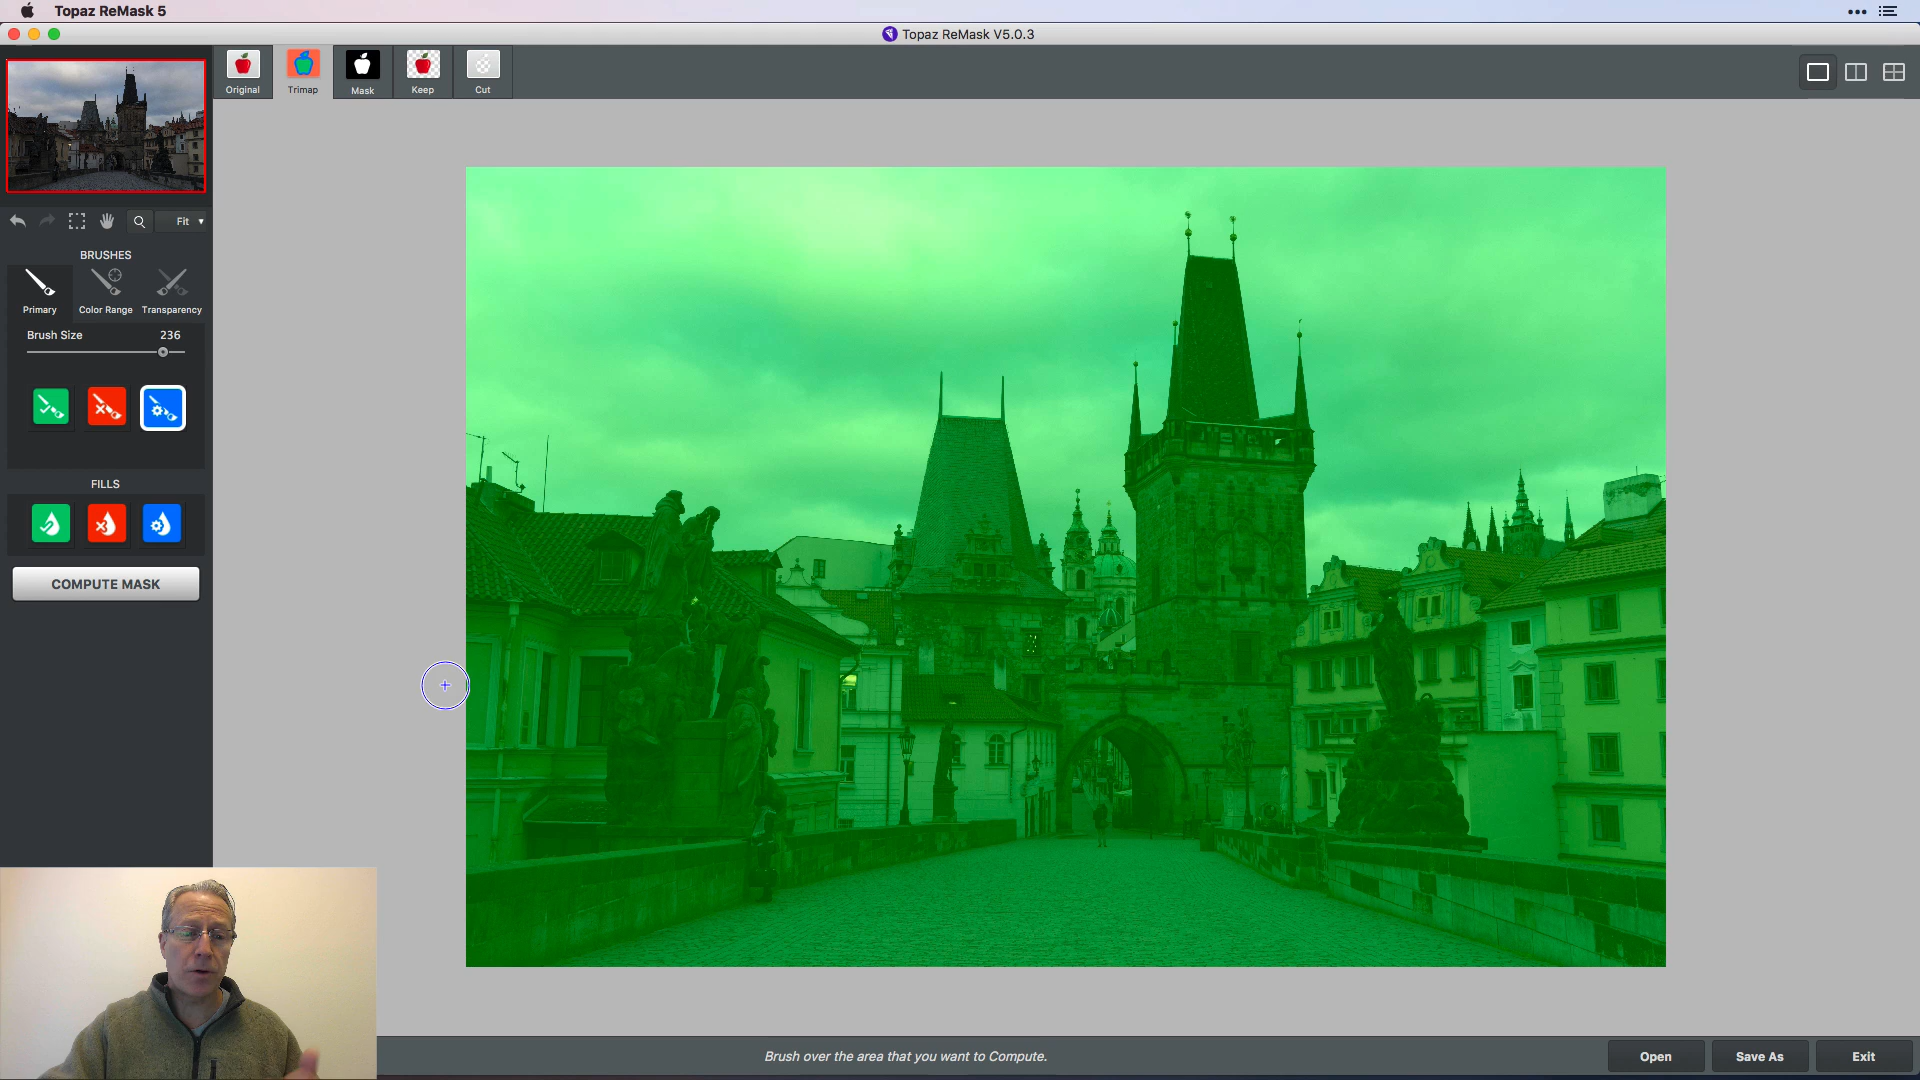 Topaz ReMask 5
Topaz ReMask V5.0.3
Original
Trimap
Mask
Keep
Cut
Fit
BRUSHES
Primary
Color Range
Transparency
Brush Size
236
FILLS
COMPUTE MASK
Brush over the area that you want to Compute.
Open
Save As
Exit